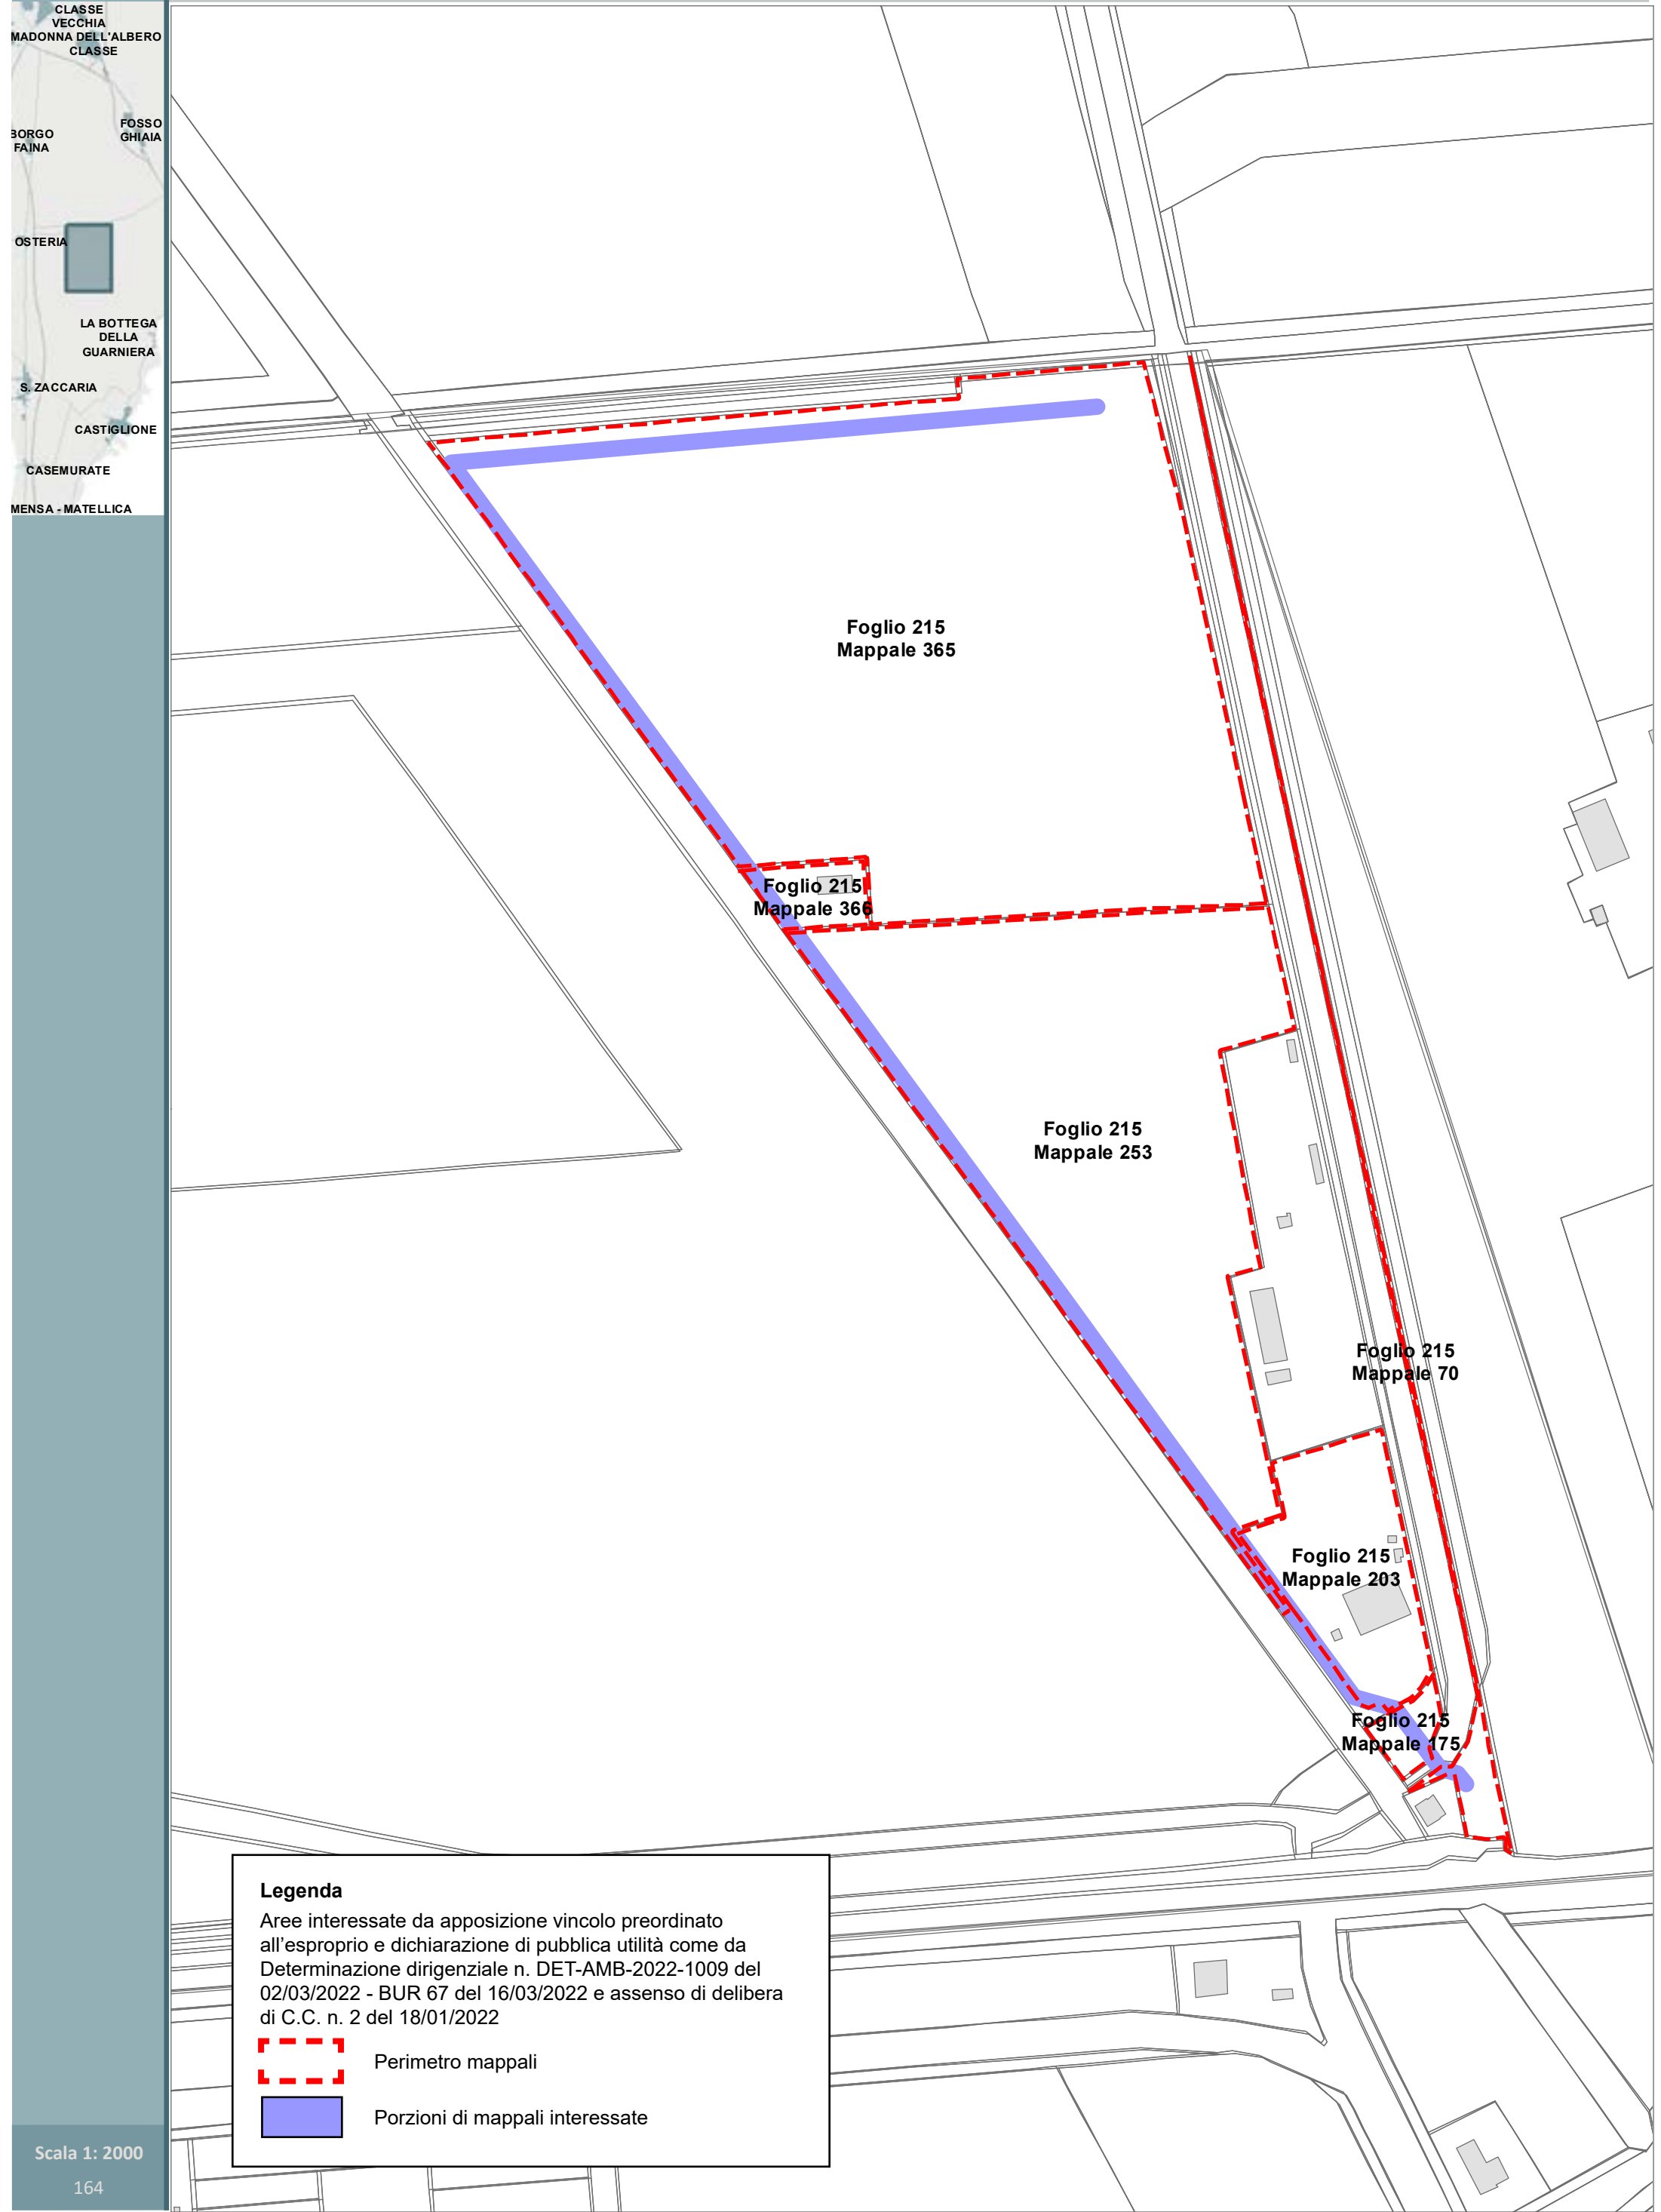 CLASSE
VECCHIA
MADONNA DELL'ALBERO
CLASSE
FOSSO
GHIAIA
BORGO
FAINA
OSTERIA
LA BOTTEGA
DELLA
GUARNIERA
S. ZACCARIA
CASTIGLIONE
CASEMURATE
MENSA - MATELLICA
Foglio 215
Mappale 365
Foglio 215
Mappale 366
Foglio 215
Mappale 253
Foglio 215
Mappale 70
Foglio 215
Mappale 203
Foglio 215
Mappale 175
Legenda
Aree interessate da apposizione vincolo preordinato
all'esproprio e dichiarazione di pubblica utilità come da
Determinazione dirigenziale n. DET-AMB-2022-1009 del
02/03/2022 - BUR 67 del 16/03/2022 e assenso di delibera
di C.C. n. 2 del 18/01/2022
Perimetro mappali
Porzioni di mappali interessate
Scala 1: 2000
164